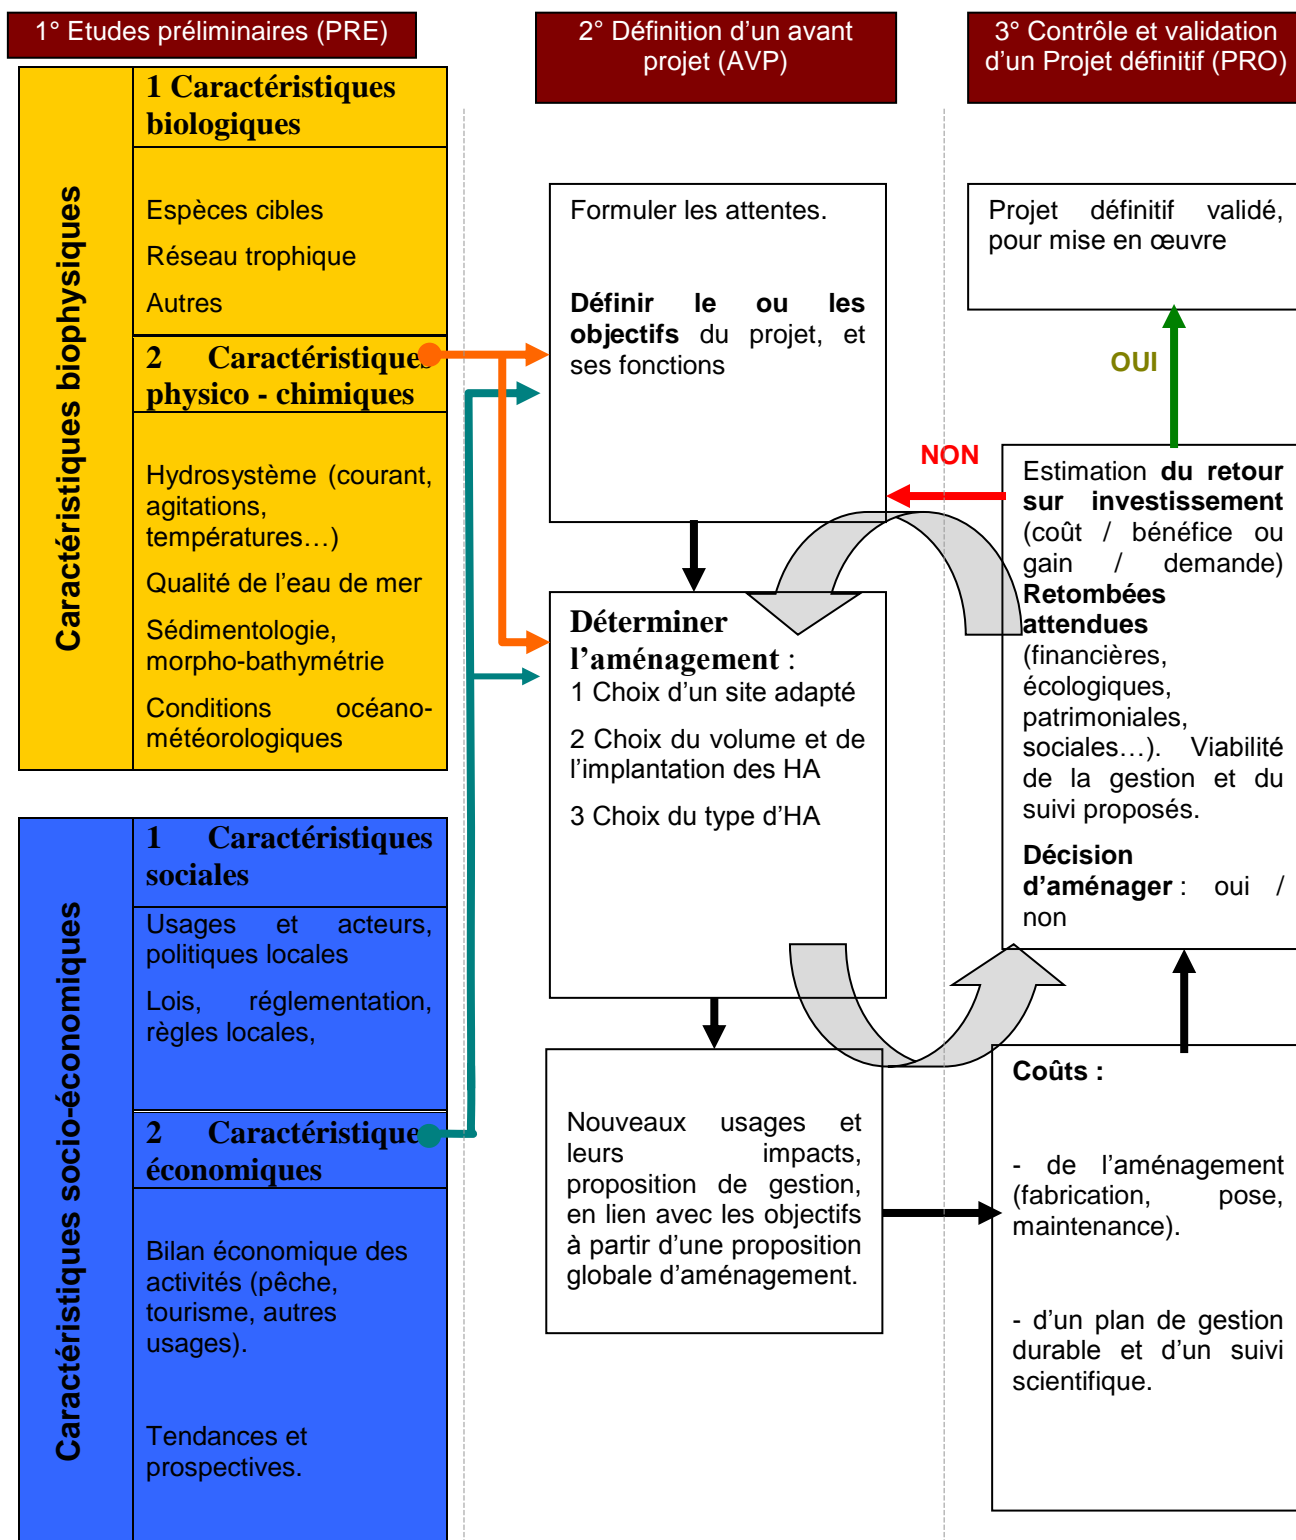 1° Etudes préliminaires (PRE)
Caractéristiques biophysiques
1 Caractéristiques
biologiques
Espèces cibles
Réseau trophique
Autres
2 Caractéristiques
physico - chimiques
Hydrosystème (courant,
agitations,
températures…)
Qualité de l’eau de mer
Sédimentologie,
morpho-bathymétrie
Conditions océano-
météorologiques
Caractéristiques socio-économiques
1 Caractéristiques
sociales
Usages et acteurs,
politiques locales
Lois, réglementation,
règles locales,
2 Caractéristiques
économiques
Bilan économique des
activités (pêche,
tourisme, autres
usages).
Tendances et
prospectives.
2° Définition d’un avant
projet (AVP)
Formuler les attentes.
Définir le ou les
objectifs du projet, et
ses fonctions
Déterminer
l’aménagement :
1 Choix d’un site adapté
2 Choix du volume et de
l’implantation des HA
3 Choix du type d’HA
Nouveaux usages et
leurs impacts,
proposition de gestion,
en lien avec les objectifs
à partir d’une proposition
globale d’aménagement.
3° Contrôle et validation
d’un Projet définitif (PRO)
Projet définitif validé,
pour mise en œuvre
OUI
NON
Estimation du retour
sur investissement
(coût / bénéfice ou
gain / demande)
Retombées
attendues
(financières,
écologiques,
patrimoniales,
sociales…). Viabilité
de la gestion et du
suivi proposés.
Décision
d’aménager : oui /
non
Coûts :
- de l’aménagement
(fabrication, pose,
maintenance).
- d’un plan de gestion
durable et d’un suivi
scientifique.